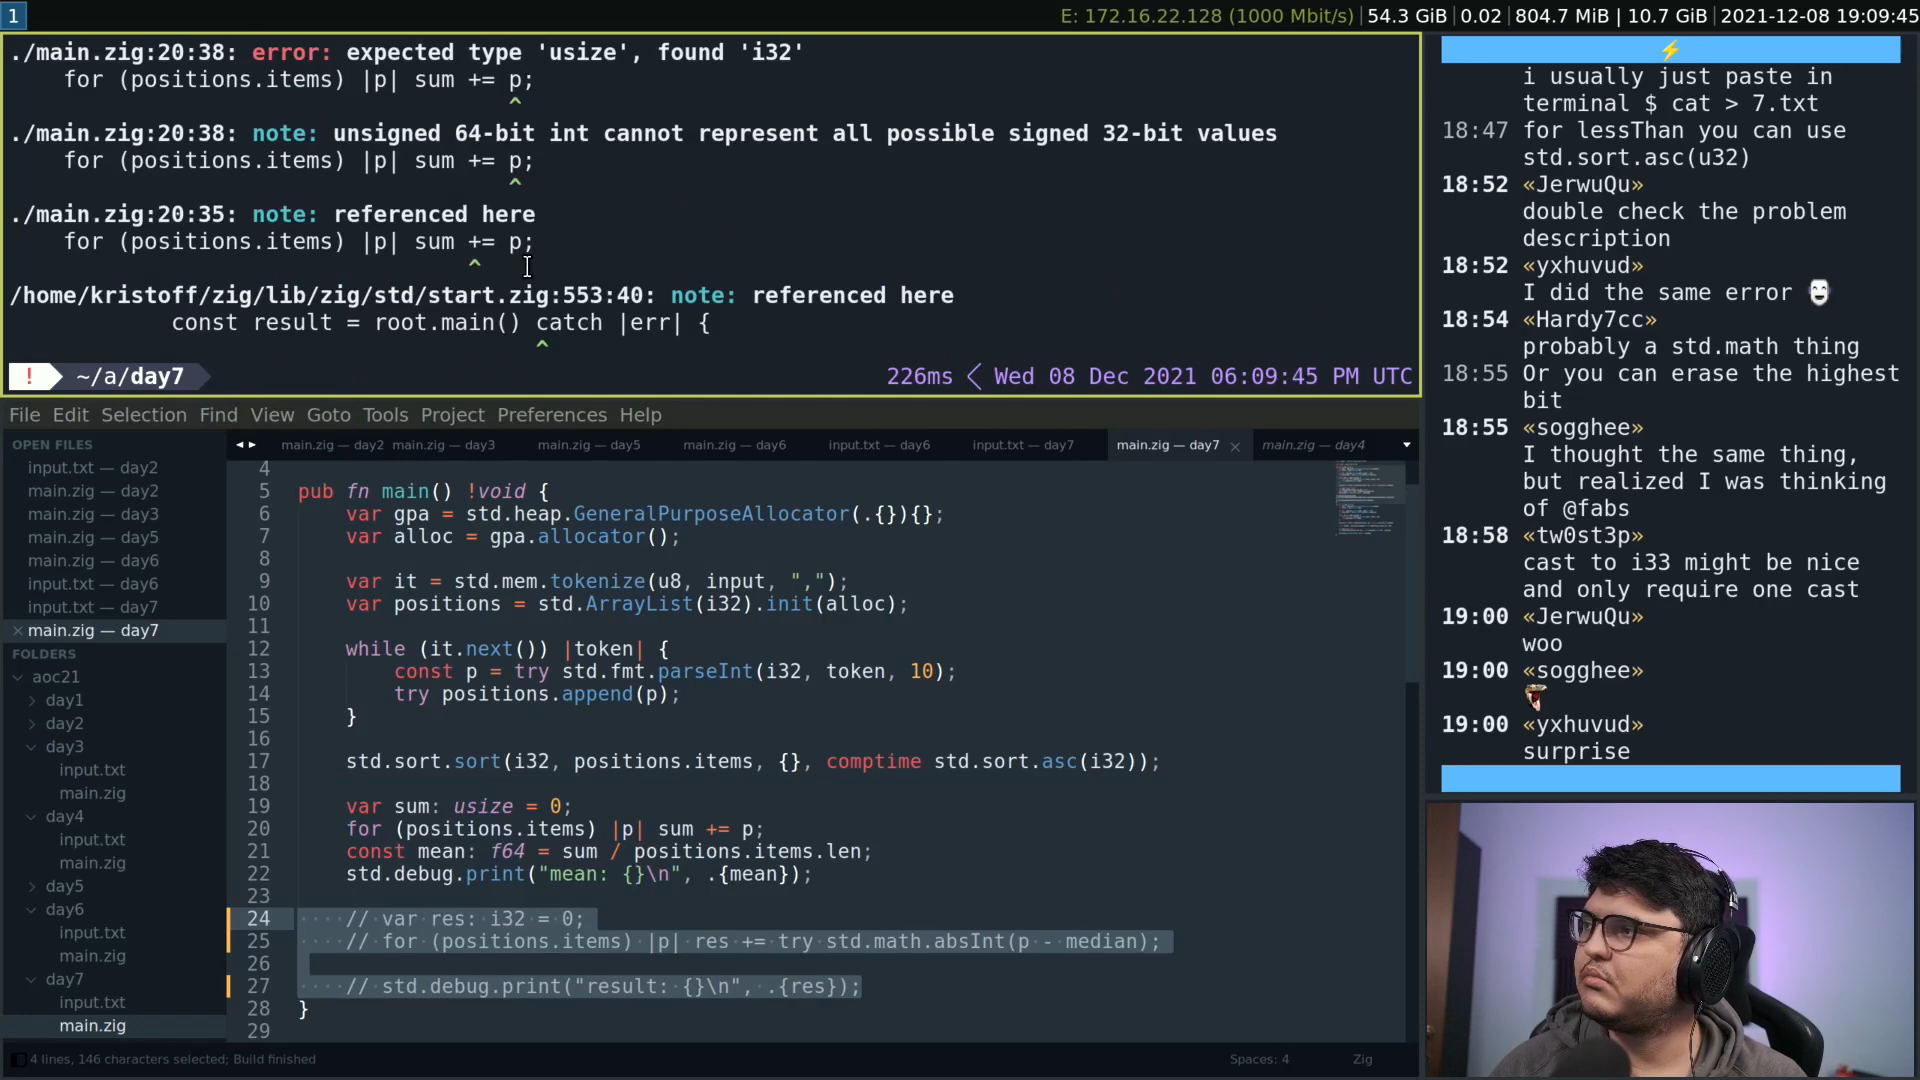 1
E: 172.16.22.128 (1000 Mbit/s)|54.3 GiB|0.02|804.7 MiB | 10.7 GiB|2021-12-08 19:09:45
./main.zig:20:38: error: expected type 'usize', found 'i32'
for (positions.items) |p| sum += p;
^
./main.zig:20:38: note: unsigned 64-bit int cannot represent all possible signed 32-bit values
for (positions.items) |p| sum += p;
^
./main.zig:20:35: note: referenced here
for (positions.items) |p| sum += p;
^
/home/kristoff/zig/lib/zig/std/start.zig:553:40: note: referenced here
const result = root.main() catch |err| {
^
! ~/a/day7 226ms Wed 08 Dec 2021 06:09:45 PM UTC
File Edit Selection Find View Goto Tools Project Preferences Help
OPEN FILES
input.txt — day2
main.zig — day2
main.zig — day3
main.zig — day5
main.zig — day6
input.txt — day6
input.txt — day7
× main.zig — day7
FOLDERS
aoc21
day1
day2
day3
input.txt
main.zig
day4
input.txt
main.zig
day5
day6
input.txt
main.zig
day7
input.txt
main.zig
main.zig — day2 main.zig — day3 main.zig — day5 main.zig — day6 input.txt — day6 input.txt — day7 main.zig — day7 × main.zig — day4
4
5 pub fn main() !void {
6 var gpa = std.heap.GeneralPurposeAllocator(.{}){};
7 var alloc = gpa.allocator();
8
9 var it = std.mem.tokenize(u8, input, ",");
10 var positions = std.ArrayList(i32).init(alloc);
11
12 while (it.next()) |token| {
13 const p = try std.fmt.parseInt(i32, token, 10);
14 try positions.append(p);
15 }
16
17 std.sort.sort(i32, positions.items, {}, comptime std.sort.asc(i32));
18
19 var sum: usize = 0;
20 for (positions.items) |p| sum += p;
21 const mean: f64 = sum / positions.items.len;
22 std.debug.print("mean: {}\n", .{mean});
23
24 // var res: i32 = 0;
25 // for (positions.items) |p| res += try std.math.absInt(p - median);
26
27 // std.debug.print("result: {}\n", .{res});
28 }
29
4 lines, 146 characters selected; Build finished Spaces: 4 Zig
i usually just paste in
terminal $ cat > 7.txt
18:47 for lessThan you can use
std.sort.asc(u32)
18:52 «JerwuQu»
double check the problem
description
18:52 «yxhuvud»
I did the same error
18:54 «Hardy7cc»
probably a std.math thing
18:55 Or you can erase the highest
bit
18:55 «sogghee»
I thought the same thing,
but realized I was thinking
of @fabs
18:58 «tw0st3p»
cast to i33 might be nice
and only require one cast
19:00 «JerwuQu»
woo
19:00 «sogghee»
19:00 «yxhuvud»
surprise